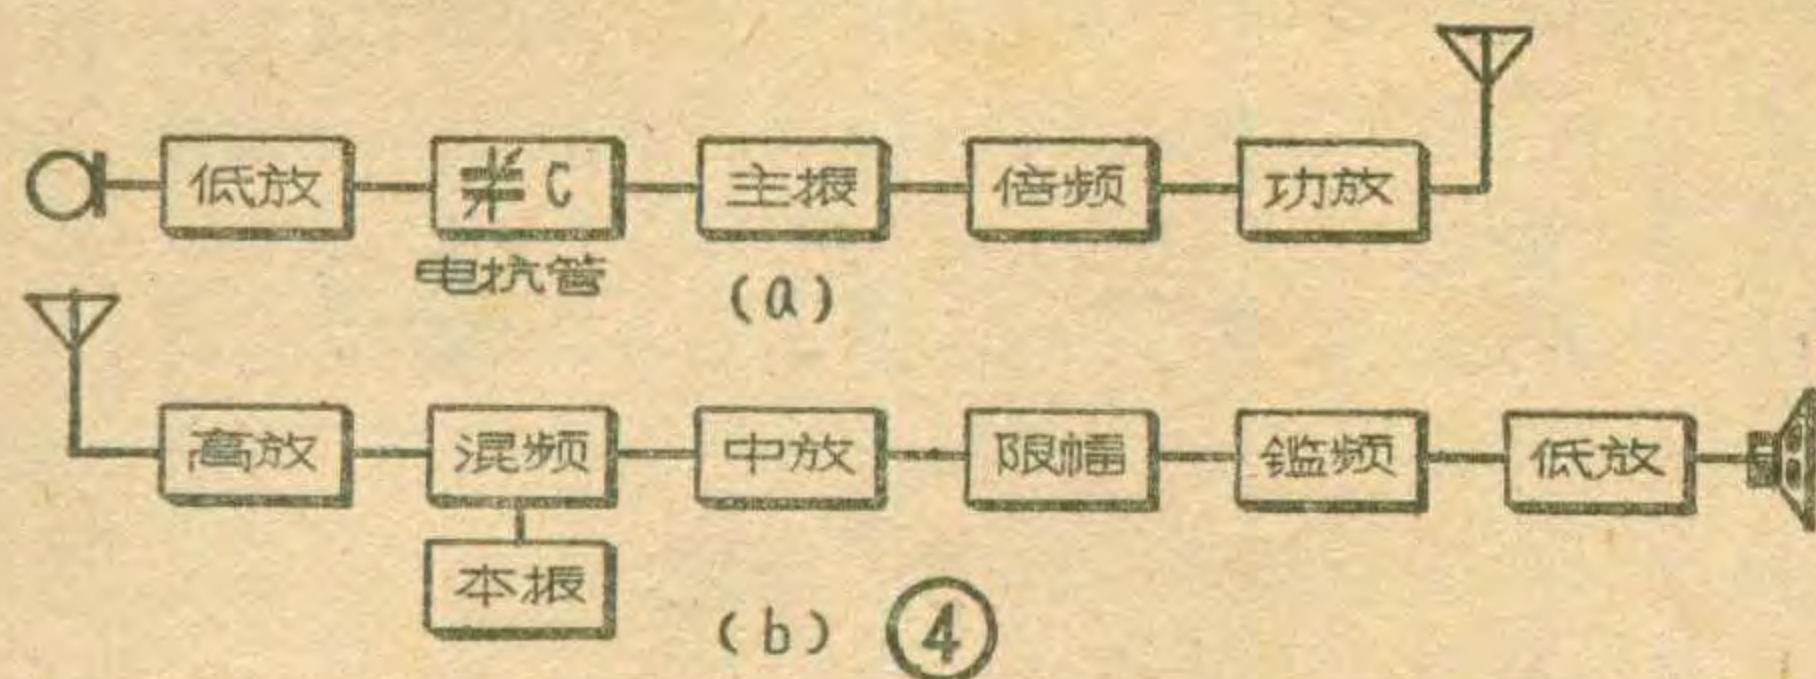 低放 C 主振 倍频 功放
电抗管
(a)
高放 混频 中放 限幅 鑑频 低放
本振
(b) ④